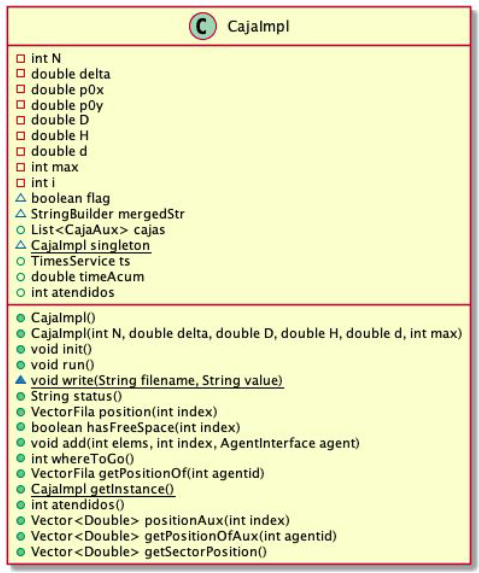 C CajaImpl
int N
double delta
double p0x
double p0y
double D
double H
double d
int max
int i
boolean flag
StringBuilder mergedStr
List<CajaAux> cajas
CajaImpl singleton
TimesService ts
double timeAcum
int atendidos
CajaImpl()
CajaImpl(int N, double delta, double D, double H, double d, int max)
void init()
void run()
void write(String filename, String value)
String status()
VectorFila position(int index)
boolean hasFreeSpace(int index)
void add(int elems, int index, AgentInterface agent)
int whereToGo()
VectorFila getPositionOf(int agentid)
CajaImpl getInstance()
int atendidos()
Vector<Double> positionAux(int index)
Vector<Double> getPositionOfAux(int agentid)
Vector<Double> getSectorPosition()